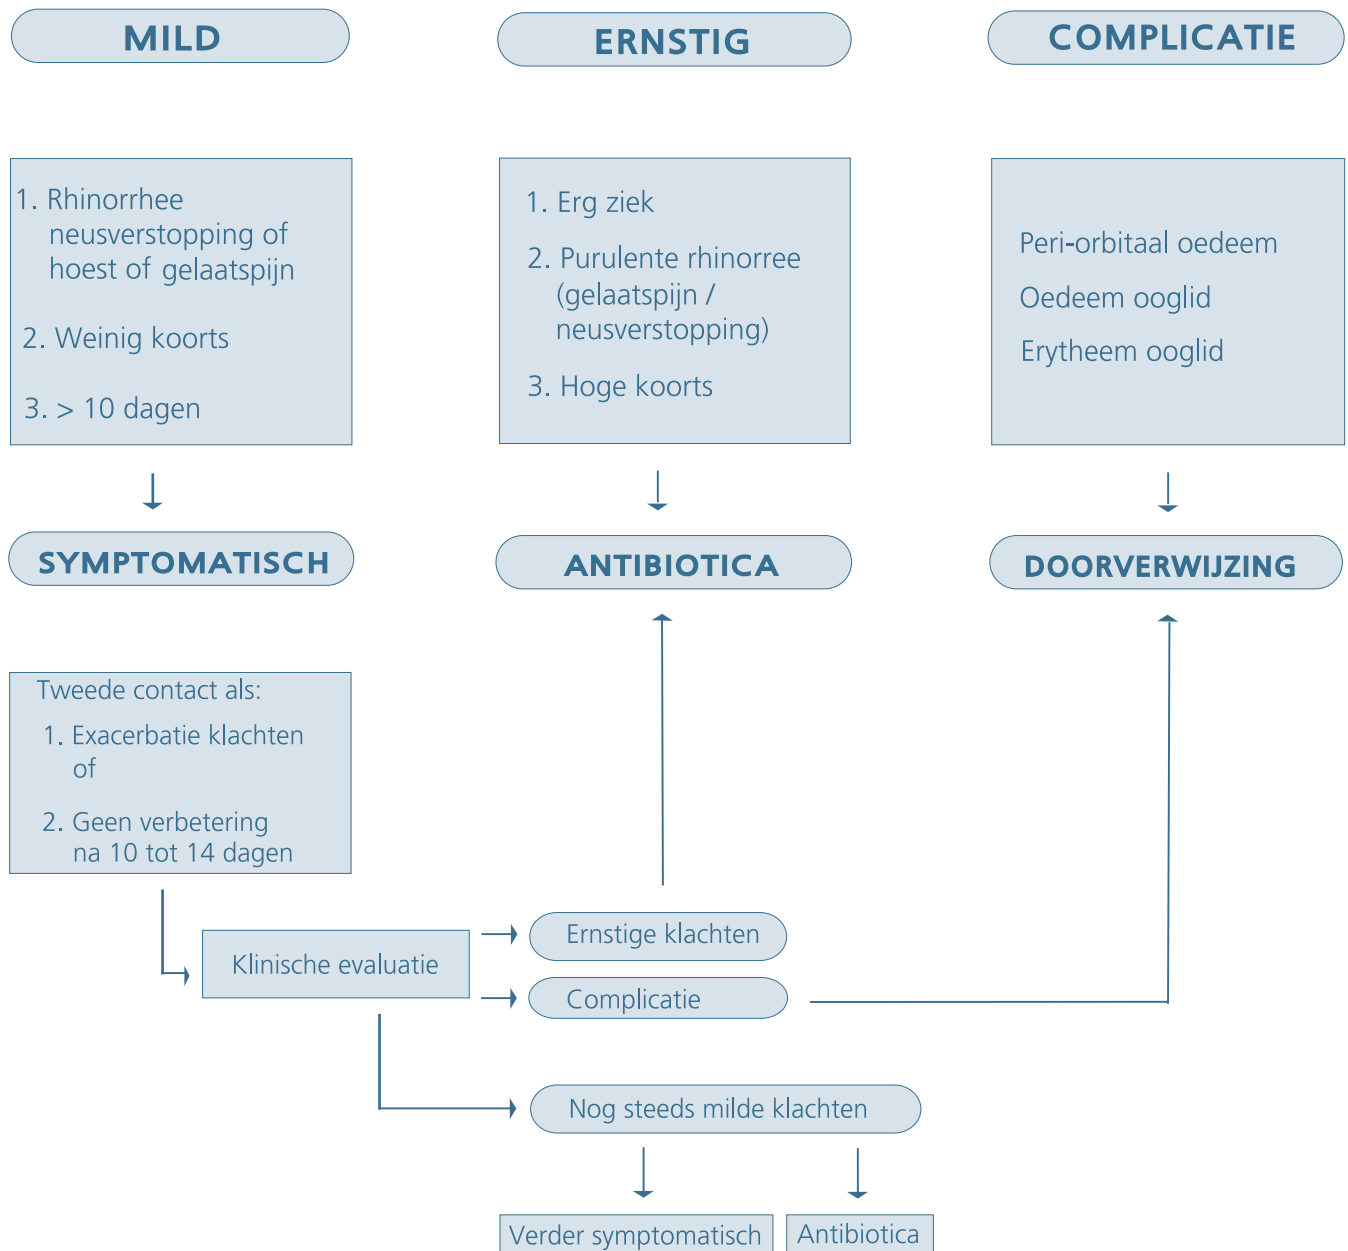 MILD
ERNSTIG
COMPLICATIE
1. Rhinorrhee
neusverstopping of
hoest of gelaatspijn
2. Weinig koorts
3. > 10 dagen
1. Erg ziek
2. Purulente rhinorree
(gelaatspijn /
neusverstopping)
3. Hoge koorts
Peri-orbitaal oedeem
Oedeem ooglid
Erytheem ooglid
SYMPTOMATISCH
ANTIBIOTICA
DOORVERWIJZING
Tweede contact als:
1. Exacerbatie klachten
of
2. Geen verbetering
na 10 tot 14 dagen
Klinische evaluatie
Ernstige klachten
Complicatie
Nog steeds milde klachten
Verder symptomatisch
Antibiotica